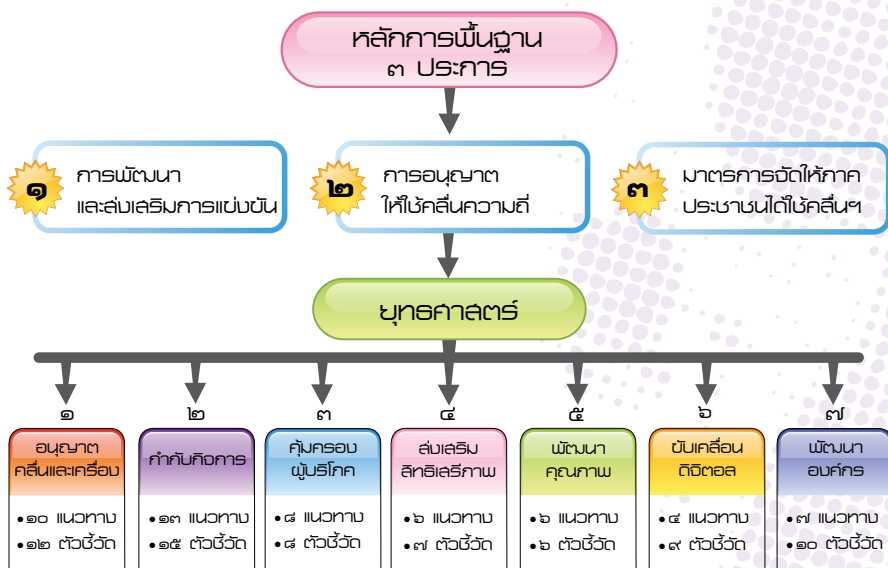 หลักการพื้นฐาน
๓ ประการ
๑
การพัฒนา
และส่งเสริมการแข่งขัน
๒
การอนุญาต
ให้ใช้คลื่นความถี่
๓
มาตรการจัดให้ภาค
ประชาชนได้ใช้คลื่นฯ
ยุทธศาสตร์
๑
อนุญาต
คลื่นและเครื่อง
•๑๐ แนวทาง
•๑๒ ตัวชี้วัด
๒
กำกับกิจการ
•๑๓ แนวทาง
•๑๕ ตัวชี้วัด
๓
คุ้มครอง
ผู้บริโภค
•๘ แนวทาง
•๘ ตัวชี้วัด
๔
ส่งเสริม
สิทธิเสรีภาพ
•๖ แนวทาง
•๗ ตัวชี้วัด
๕
พัฒนา
คุณภาพ
•๖ แนวทาง
•๖ ตัวชี้วัด
๖
ขับเคลื่อน
ดิจิตอล
•๔ แนวทาง
•๙ ตัวชี้วัด
๗
พัฒนา
องค์กร
•๗ แนวทาง
•๑๐ ตัวชี้วัด